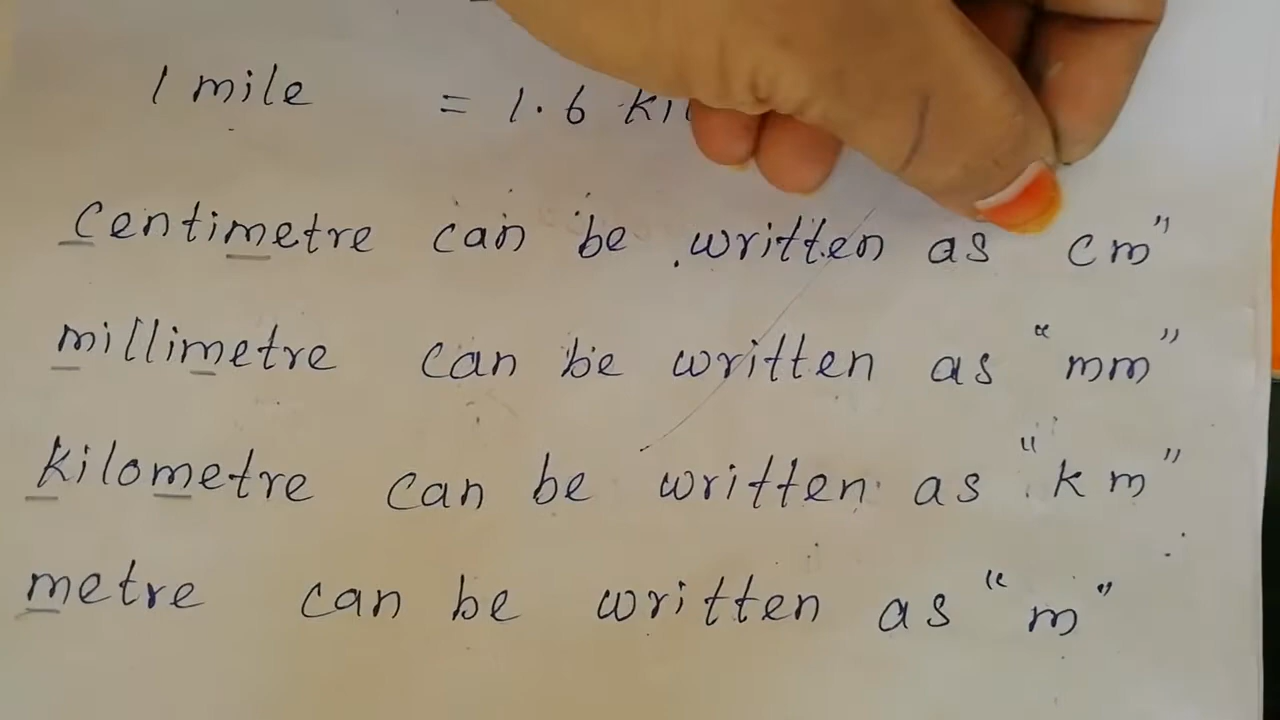 1 mile = 1.6
centimetre can be written as cm"
millimetre can be written as "mm"
kilometre can be written as "km"
metre can be written as "m"